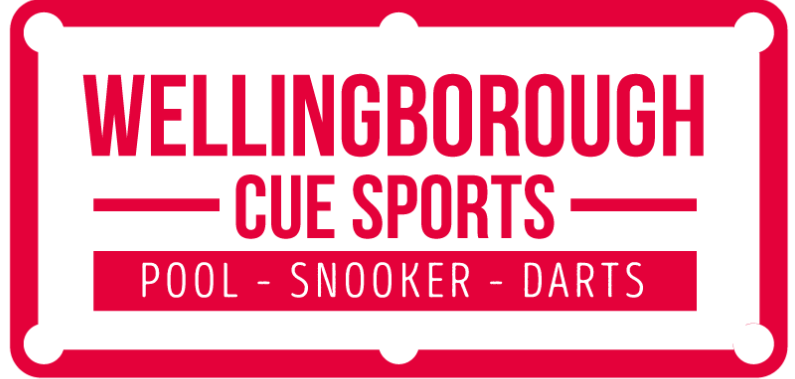 WELLINGBOROUGH
CUE SPORTS
POOL - SNOOKER - DARTS